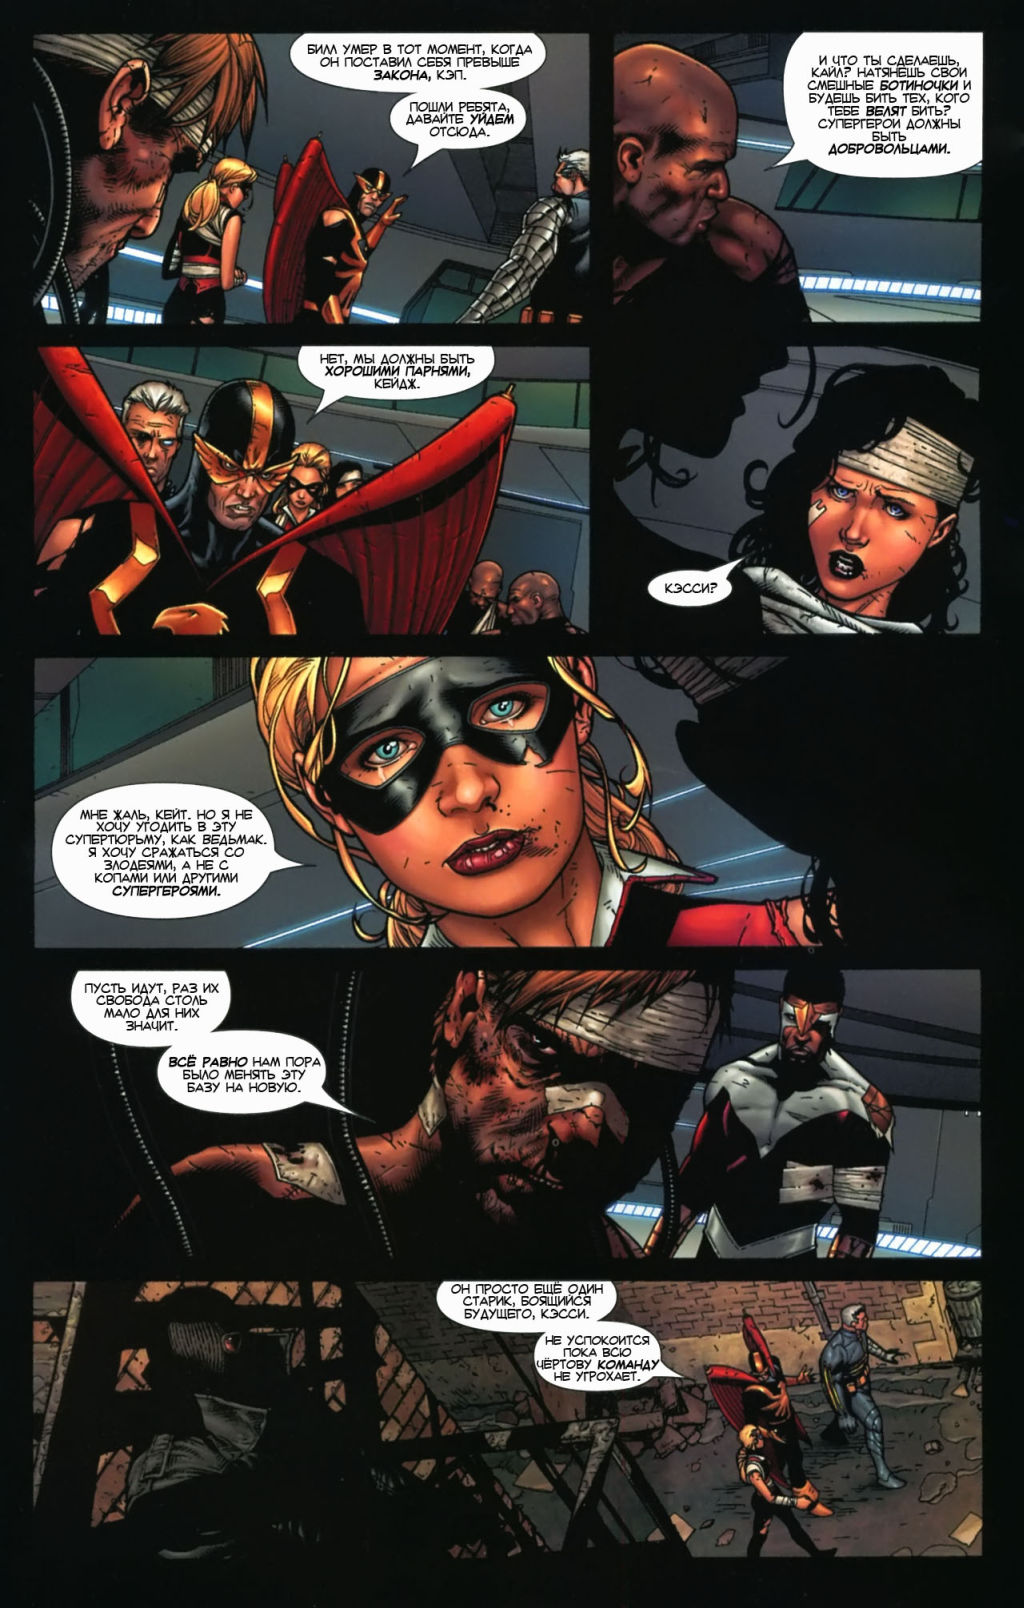 БИЛЛ УМЕР В ТОТ МОМЕНТ, КОГДА
ОН ПОСТАВИЛ СЕБЯ ПРЕВЫШЕ
ЗАКОНА, КЭП.
ПОШЛИ РЕБЯТА,
ДАВАЙТЕ УЙДЕМ
ОТСЮДА.
И ЧТО ТЫ СДЕЛАЕШЬ,
КАЙЛ? НАТЯНЕШЬ СВОИ
СМЕШНЫЕ БОТИНОЧКИ И
БУДЕШЬ БИТЬ ТЕХ, КОГО
ТЕБЕ ВЕЛЯТ БИТЬ?
СУПЕРГЕРОИ ДОЛЖНЫ
БЫТЬ
ДОБРОВОЛЬЦАМИ.
НЕТ, МЫ ДОЛЖНЫ БЫТЬ
ХОРОШИМИ ПАРНЯМИ,
КЕЙДЖ.
КЭССИ?
МНЕ ЖАЛЬ, КЕЙТ. НО Я НЕ
ХОЧУ УГОДИТЬ В ЭТУ
СУПЕРТЮРЬМУ, КАК ВЕДЬМАК.
Я ХОЧУ СРАЖАТЬСЯ СО
ЗЛОДЕЯМИ, А НЕ С
КОПАМИ ИЛИ ДРУГИМИ
СУПЕРГЕРОЯМИ.
ПУСТЬ ИДУТ, РАЗ ИХ
СВОБОДА СТОЛЬ
МАЛО ДЛЯ НИХ
ЗНАЧИТ.
ВСЁ РАВНО НАМ ПОРА
БЫЛО МЕНЯТЬ ЭТУ
БАЗУ НА НОВУЮ.
ОН ПРОСТО ЕЩЁ ОДИН
СТАРИК, БОЯЩИЙСЯ
БУДУЩЕГО, КЭССИ.
НЕ УСПОКОИТСЯ
ПОКА ВСЮ
ЧЁРТОВУ КОМАНДУ
НЕ УГРОХАЕТ.